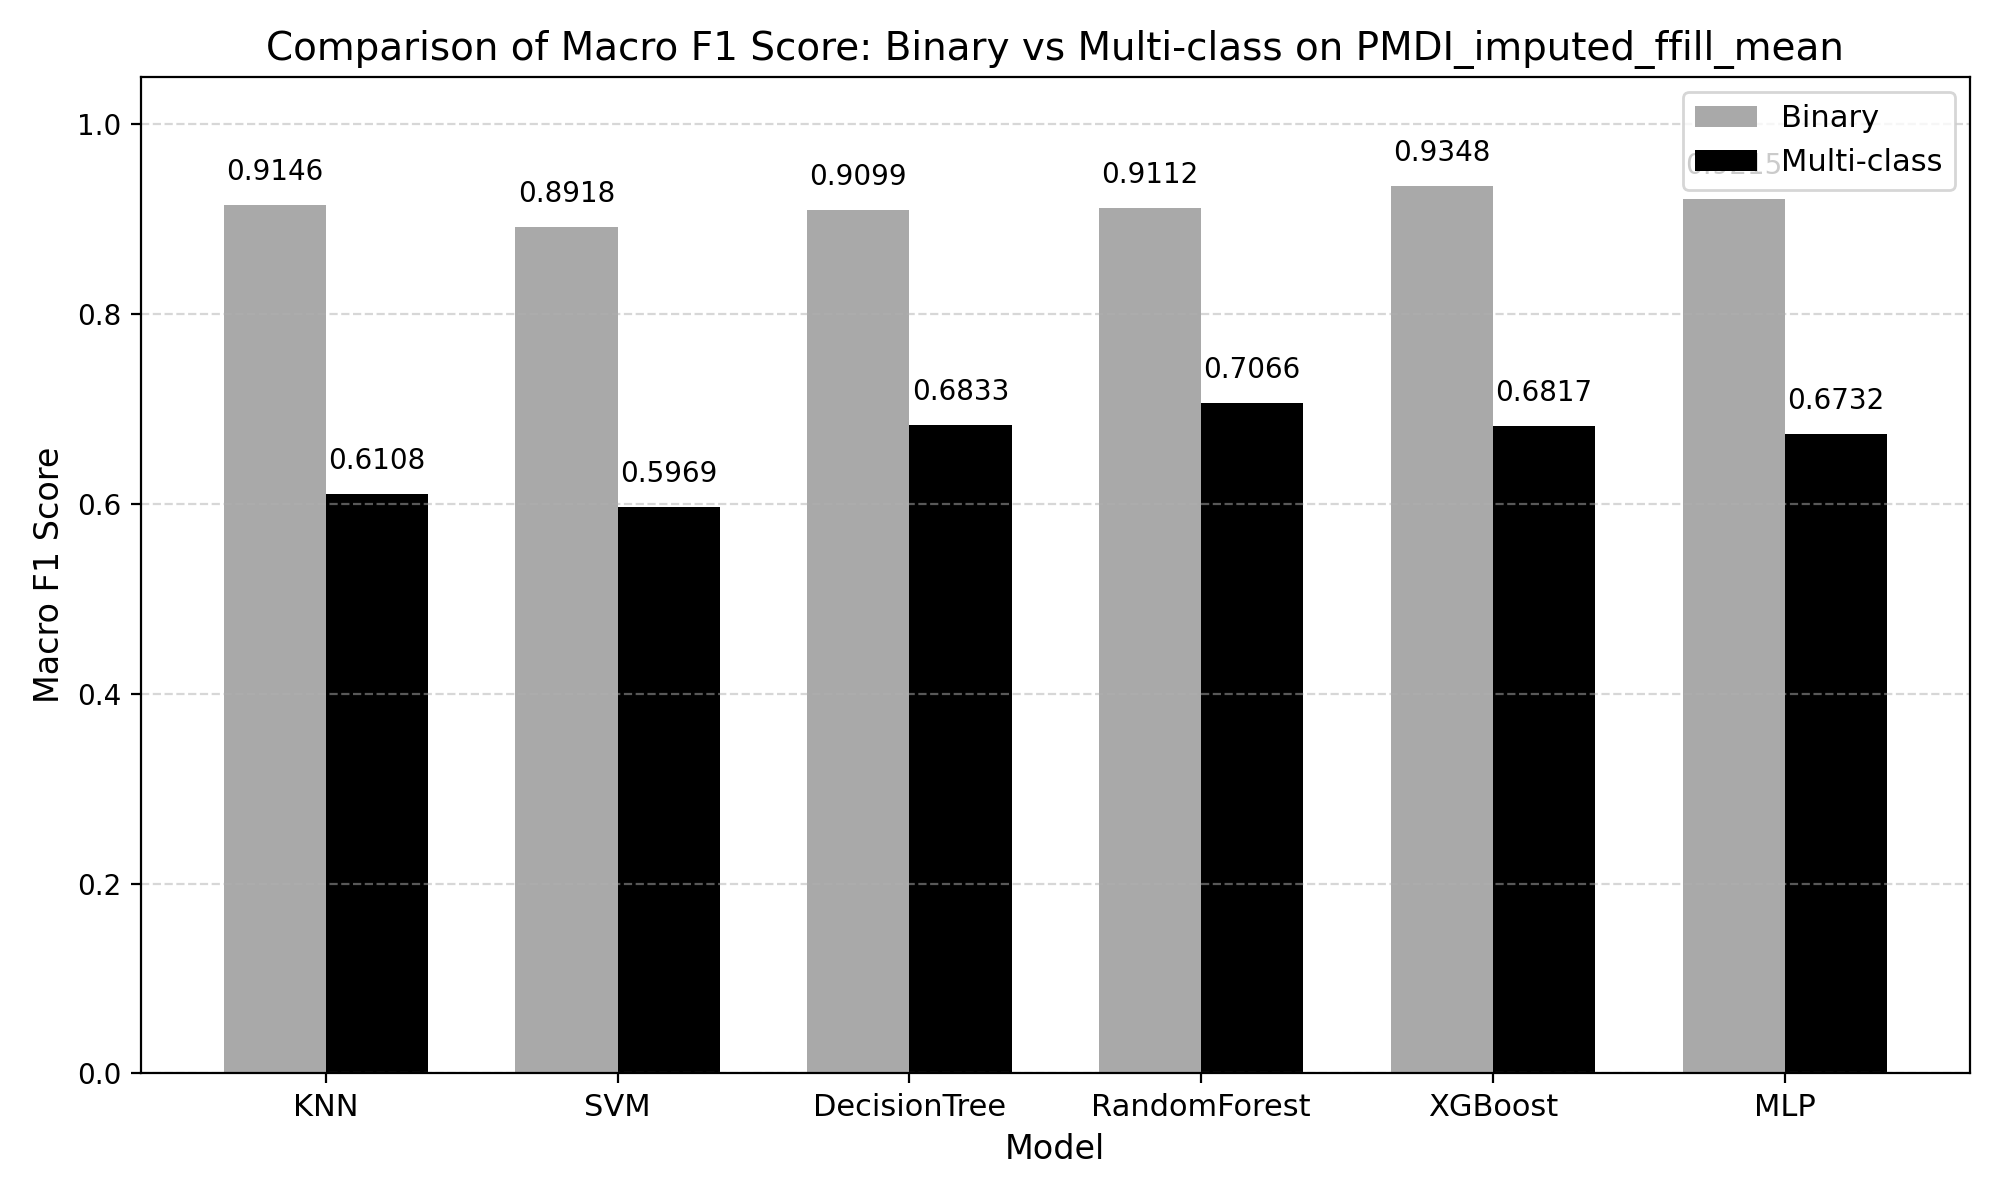 Comparison of Macro F1 Score: Binary vs Multi-class on PMDI_imputed_ffill_mean
Binary
Multi-class
Macro F1 Score
1.0
0.8
0.6
0.4
0.2
0.0
0.9146
0.6108
0.8918
0.5969
0.9099
0.6833
0.9112
0.7066
0.9348
0.6817
0.6732
KNN
SVM
DecisionTree
RandomForest
XGBoost
MLP
Model